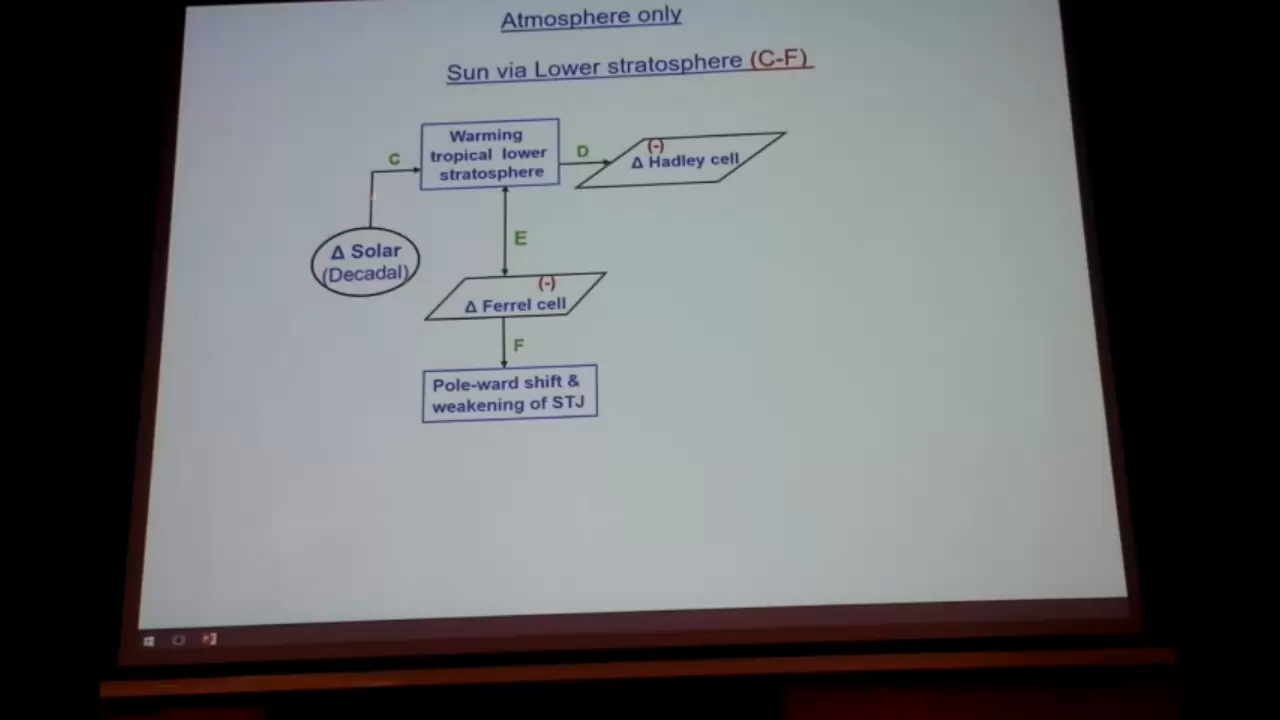 Atmosphere only
Sun via Lower stratosphere (C-F)
Warming
tropical lower
stratosphere
C
D
(-)
Δ Hadley cell
Δ Solar
(Decadal)
E
(-)
Δ Ferrel cell
F
Pole-ward shift &
weakening of STJ